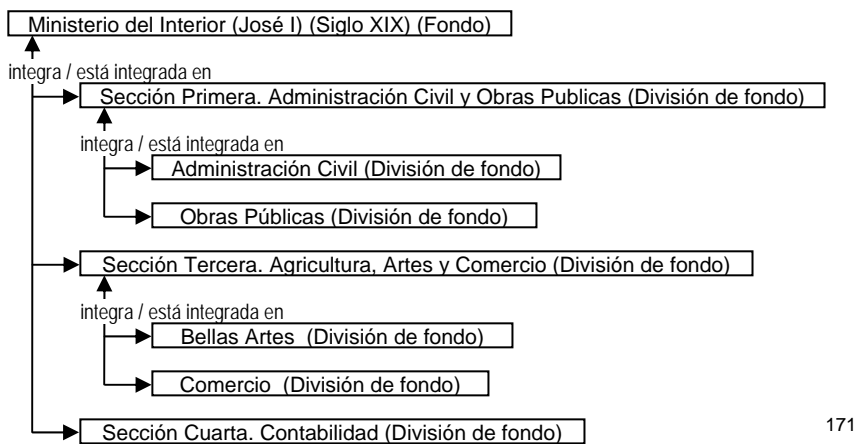 Ministerio del Interior (José I) (Siglo XIX) (Fondo)
integra / está integrada en
Sección Primera. Administración Civil y Obras Publicas (División de fondo)
integra / está integrada en
Administración Civil (División de fondo)
Obras Públicas (División de fondo)
Sección Tercera. Agricultura, Artes y Comercio (División de fondo)
integra / está integrada en
Bellas Artes (División de fondo)
Comercio (División de fondo)
Sección Cuarta. Contabilidad (División de fondo)
171